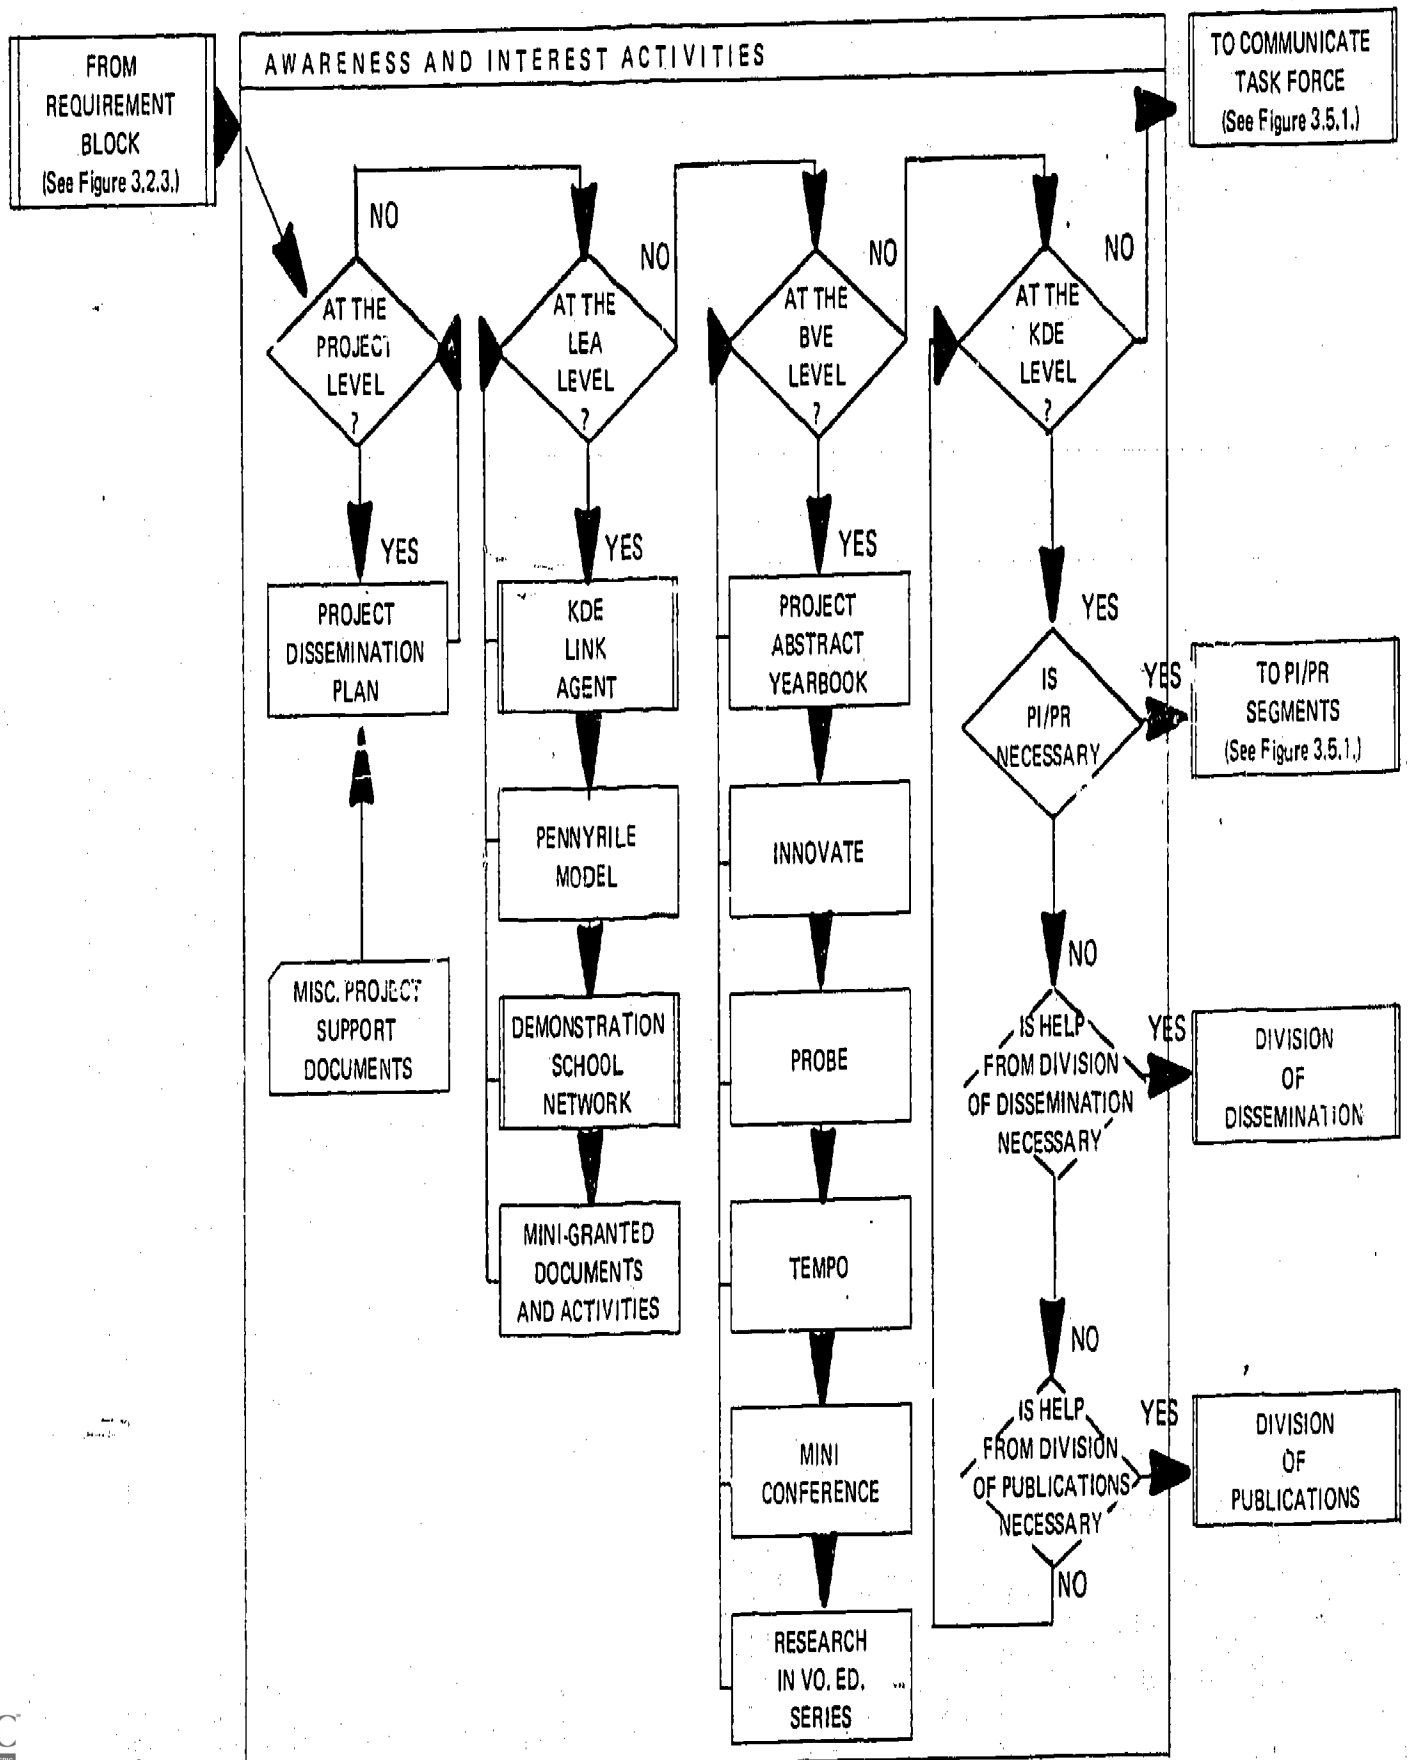 FROM
REQUIREMENT
BLOCK
(See Figure 3.2.3.)
AWARENESS AND INTEREST ACTIVITIES
TO COMMUNICATE
TASK FORCE
(See Figure 3.5.1.)
NO
NO
NO
NO
AT THE
PROJECT
LEVEL
?
AT THE
LEA
LEVEL
?
AT THE
BVE
LEVEL
?
AT THE
KDE
LEVEL
?
YES
YES
YES
YES
PROJECT
DISSEMINATION
PLAN
MISC. PROJECT
SUPPORT
DOCUMENTS
KDE
LINK
AGENT
PENNYRILE
MODEL
DEMONSTRATION
SCHOOL
NETWORK
MINI-GRANTED
DOCUMENTS
AND ACTIVITIES
PROJECT
ABSTRACT
YEARBOOK
INNOVATE
PROBE
TEMPO
MINI
CONFERENCE
RESEARCH
IN VO. ED.
SERIES
IS
PI/PR
NECESSARY
YES
TO PI/PR
SEGMENTS
(See Figure 3.5.1.)
NO
IS HELP
FROM DIVISION
OF DISSEMINATION
NECESSARY
YES
DIVISION
OF
DISSEMINATION
NO
IS HELP
FROM DIVISION
OF PUBLICATIONS
NECESSARY
YES
DIVISION
OF
PUBLICATIONS
NO